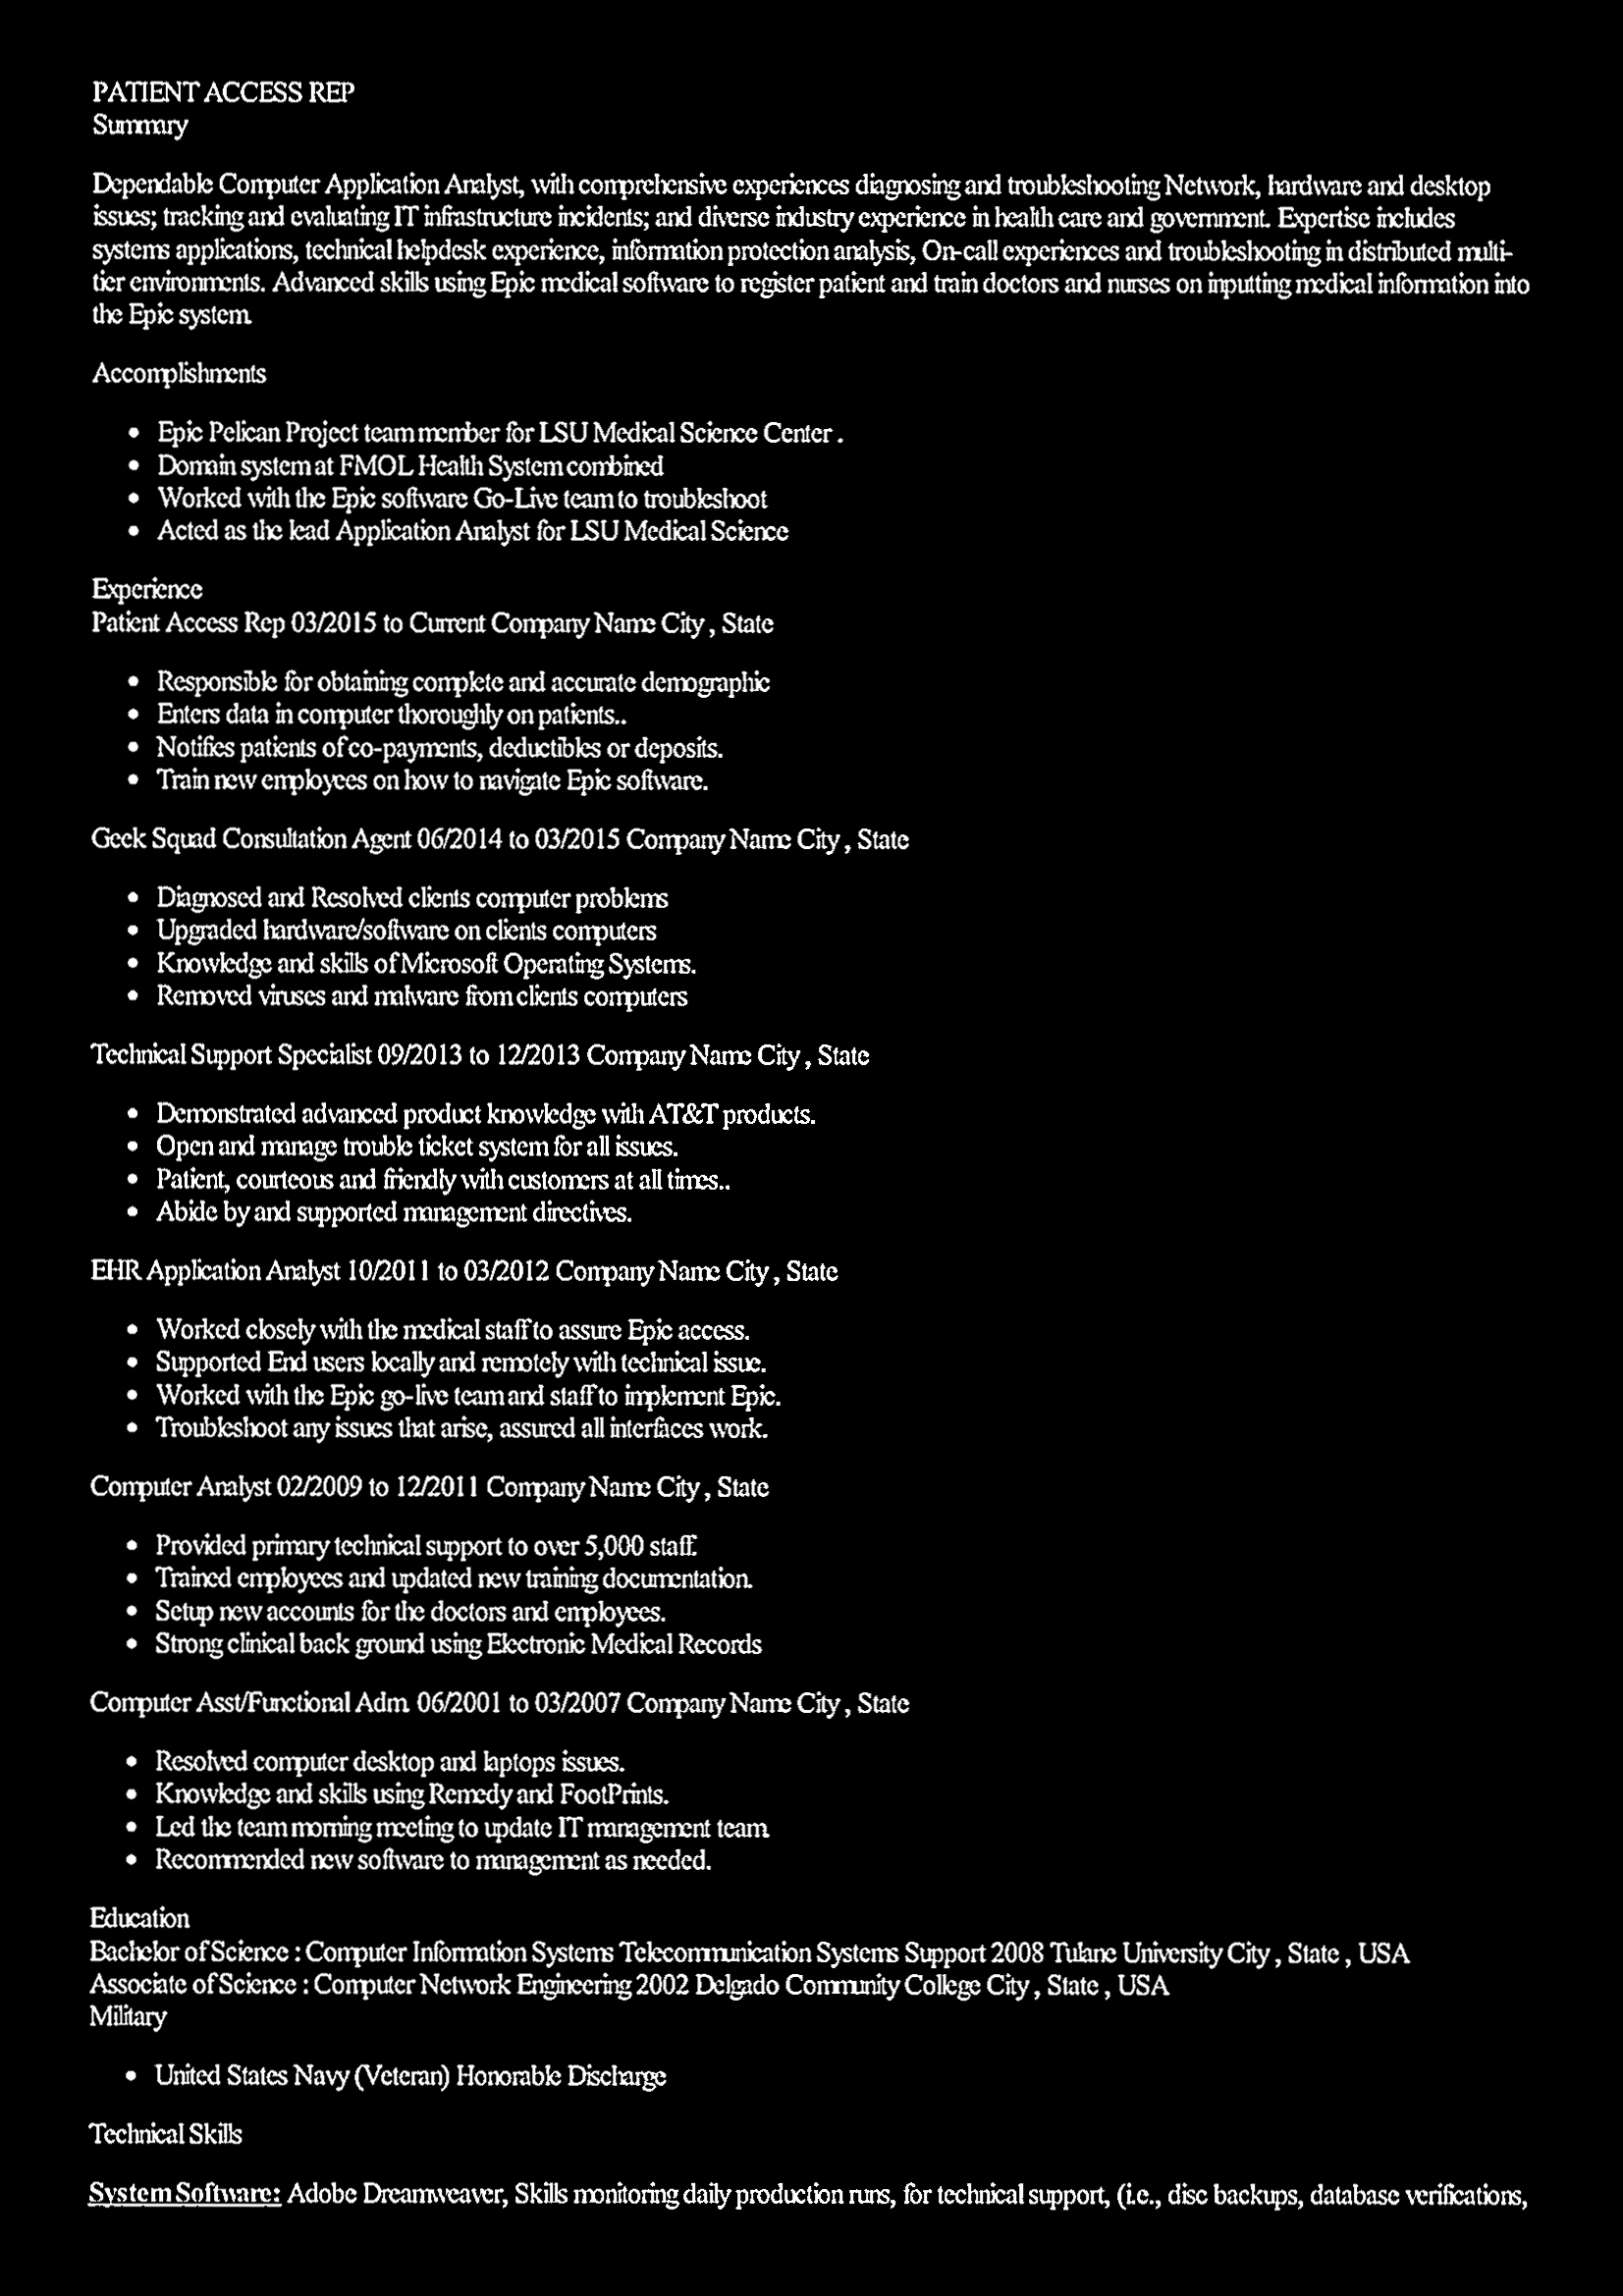 PATIENT ACCESS REP
Summary
Dependable Computer Application Analyst, with comprehensive experiences diagnosing and troubleshooting Network, hardware and desktop
issues; tracking and evaluating IT infrastructure incidents; and diverse industry experience in health care and government. Expertise includes
systems applications, technical helpdesk experience, information protection analysis, On-call experiences and troubleshooting in distributed multi-
tier environments. Advanced skills using Epic medical software to register patient and train doctors and nurses on inputting medical information into
the Epic system.
Accomplishments
• Epic Pelican Project team member for LSU Medical Science Center .
• Domain system at FMOL Health System combined
• Worked with the Epic software Go-Live team to troubleshoot
• Acted as the lead Application Analyst for LSU Medical Science
Experience
Patient Access Rep 03/2015 to Current Company Name City , State
• Responsible for obtaining complete and accurate demographic
• Enters data in computer thoroughly on patients..
• Notifies patients of co-payments, deductibles or deposits.
• Train new employees on how to navigate Epic software.
Geek Squad Consultation Agent 06/2014 to 03/2015 Company Name City , State
• Diagnosed and Resolved clients computer problems
• Upgraded hardware/software on clients computers
• Knowledge and skills of Microsoft Operating Systems.
• Removed viruses and malware from clients computers
Technical Support Specialist 09/2013 to 12/2013 Company Name City , State
• Demonstrated advanced product knowledge with AT&T products.
• Open and manage trouble ticket system for all issues.
• Patient, courteous and friendly with customers at all times..
• Abide by and supported management directives.
EHR Application Analyst 10/2011 to 03/2012 Company Name City , State
• Worked closely with the medical staff to assure Epic access.
• Supported End users locally and remotely with technical issue.
• Worked with the Epic go-live team and staff to implement Epic.
• Troubleshoot any issues that arise, assured all interfaces work.
Computer Analyst 02/2009 to 12/2011 Company Name City , State
• Provided primary technical support to over 5,000 staff.
• Trained employees and updated new training documentation.
• Setup new accounts for the doctors and employees.
• Strong clinical back ground using Electronic Medical Records
Computer Asst/Functional Adm. 06/2001 to 03/2007 Company Name City , State
• Resolved computer desktop and laptops issues.
• Knowledge and skills using Remedy and FootPrints.
• Led the team morning meeting to update IT management team.
• Recommended new software to management as needed.
Education
Bachelor of Science : Computer Information Systems Telecommunication Systems Support 2008 Tulane University City , State , USA
Associate of Science : Computer Network Engineering 2002 Delgado Community College City , State , USA
Military
• United States Navy (Veteran) Honorable Discharge
Technical Skills
System Software: Adobe Dreamweaver, Skills monitoring daily production runs, for technical support, (i.e., disc backups, database verifications,